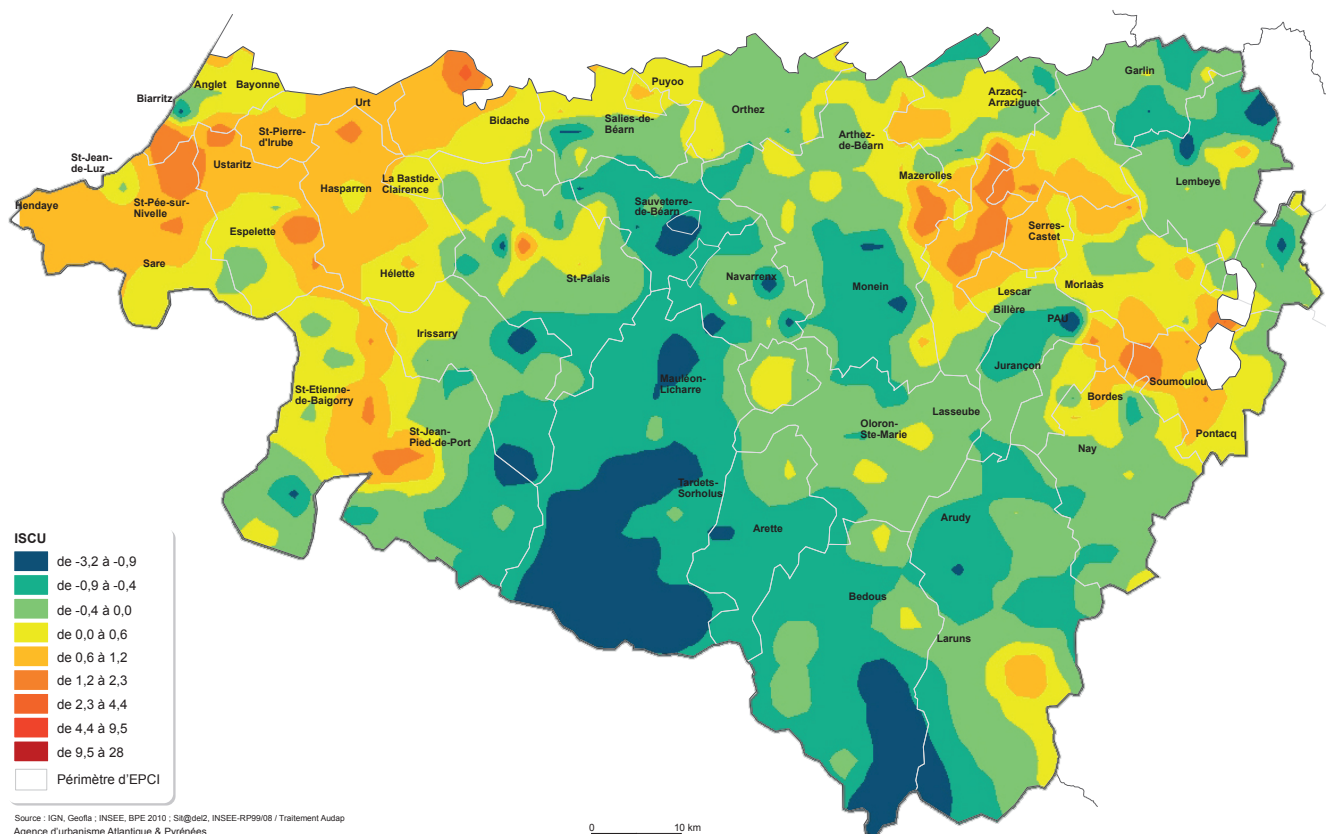 Anglet
Bayonne
Biarritz
Urt
St-Pierre-
d'Irube
Bidache
Puyoo
Salies-de-
Béarn
Orthez
Arthez-
de-Béarn
Arzacq-
Arraziguet
Garlin
St-Jean-
de-Luz
Ustaritz
Hasparren
La Bastide-
Clairence
Mazerolles
Lembeye
Hendaye
St-Pée-sur-
Nivelle
Espelette
Sauveterre-
de-Béarn
Serres-
Castet
Sare
Hélette
St-Palais
Navarrenx
Monein
Lescar
Morlaàs
Billère
PAU
Irissarry
Jurançon
St-Etienne-
de-Baigorry
Mauléon-
Licharre
Soumoulou
Bordes
Lasseube
St-Jean-
Pied-de-Port
Oloron-
Ste-Marie
Pontacq
Nay
Tardets-
Sorholus
Arette
Arudy
Bedous
Laruns
ISCU
de -3,2 à -0,9
de -0,9 à -0,4
de -0,4 à 0,0
de 0,0 à 0,6
de 0,6 à 1,2
de 1,2 à 2,3
de 2,3 à 4,4
de 4,4 à 9,5
de 9,5 à 28
Périmètre d'EPCI
Source : IGN, Geofla ; INSEE, BPE 2010 ; Sit@del2, INSEE-RP99/08 / Traitement Audap
Agence d'urbanisme Atlantique & Pyrénées
0 10 km